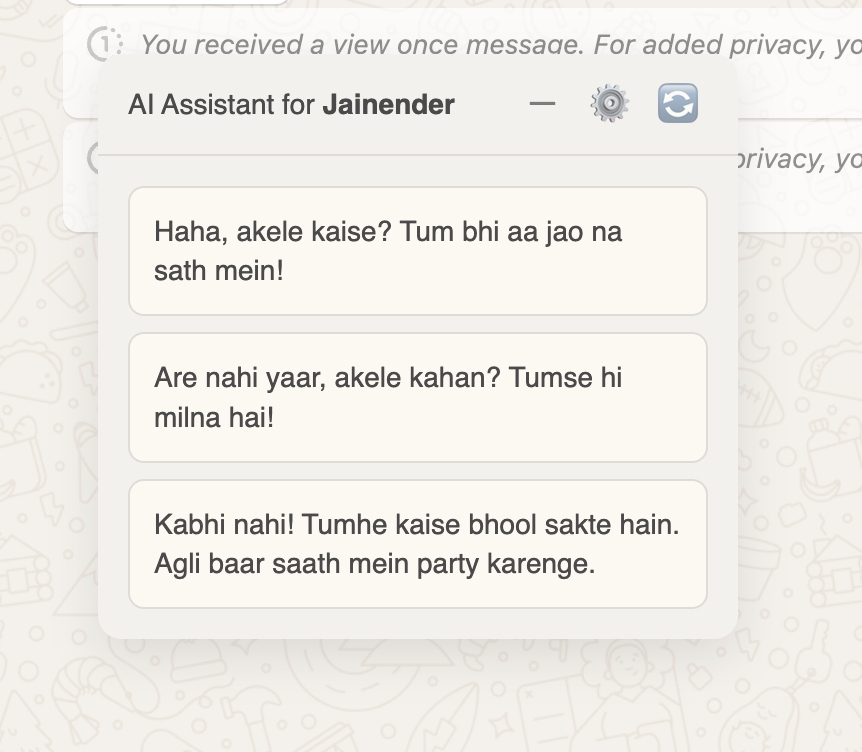 1 You received a view once message. For added privacy, yo
AI Assistant for Jainender
privacy, yo
Haha, akele kaise? Tum bhi aa jao na
sath mein!
Are nahi yaar, akele kahan? Tumse hi
milna hai!
Kabhi nahi! Tumhe kaise bhool sakte hain.
Agli baar saath mein party karenge.